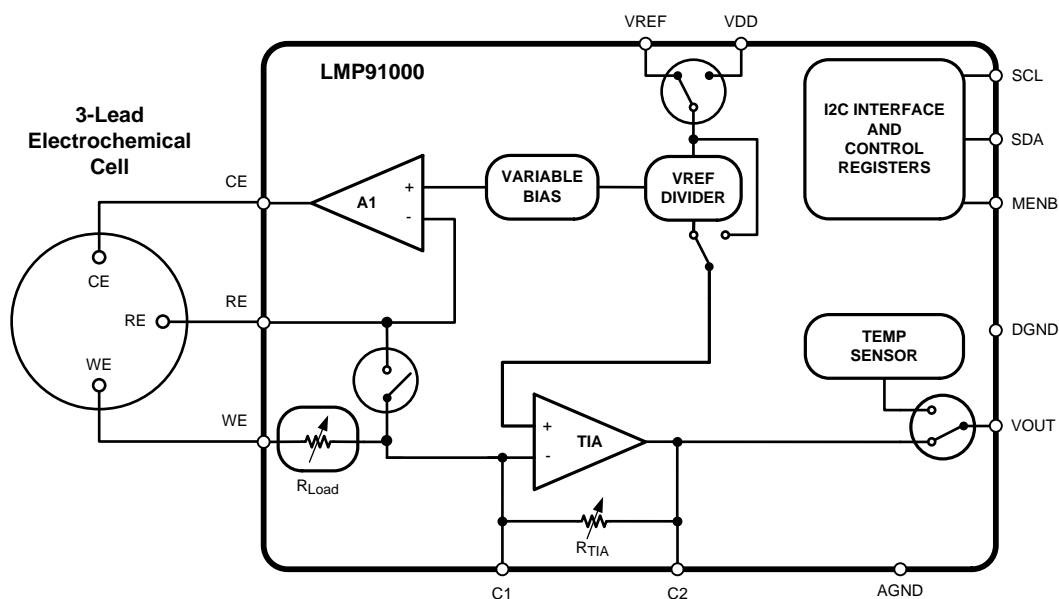 VREF
VDD
LMP91000
SCL
I2C INTERFACE
AND
CONTROL
REGISTERS
SDA
MENB
3-Lead
Electrochemical
Cell
CE
A1
+
-
VARIABLE
BIAS
VREF
DIVIDER
CE
RE
RE
WE
WE
RLoad
TEMP
SENSOR
DGND
VOUT
+
-
TIA
RTIA
C1
C2
AGND